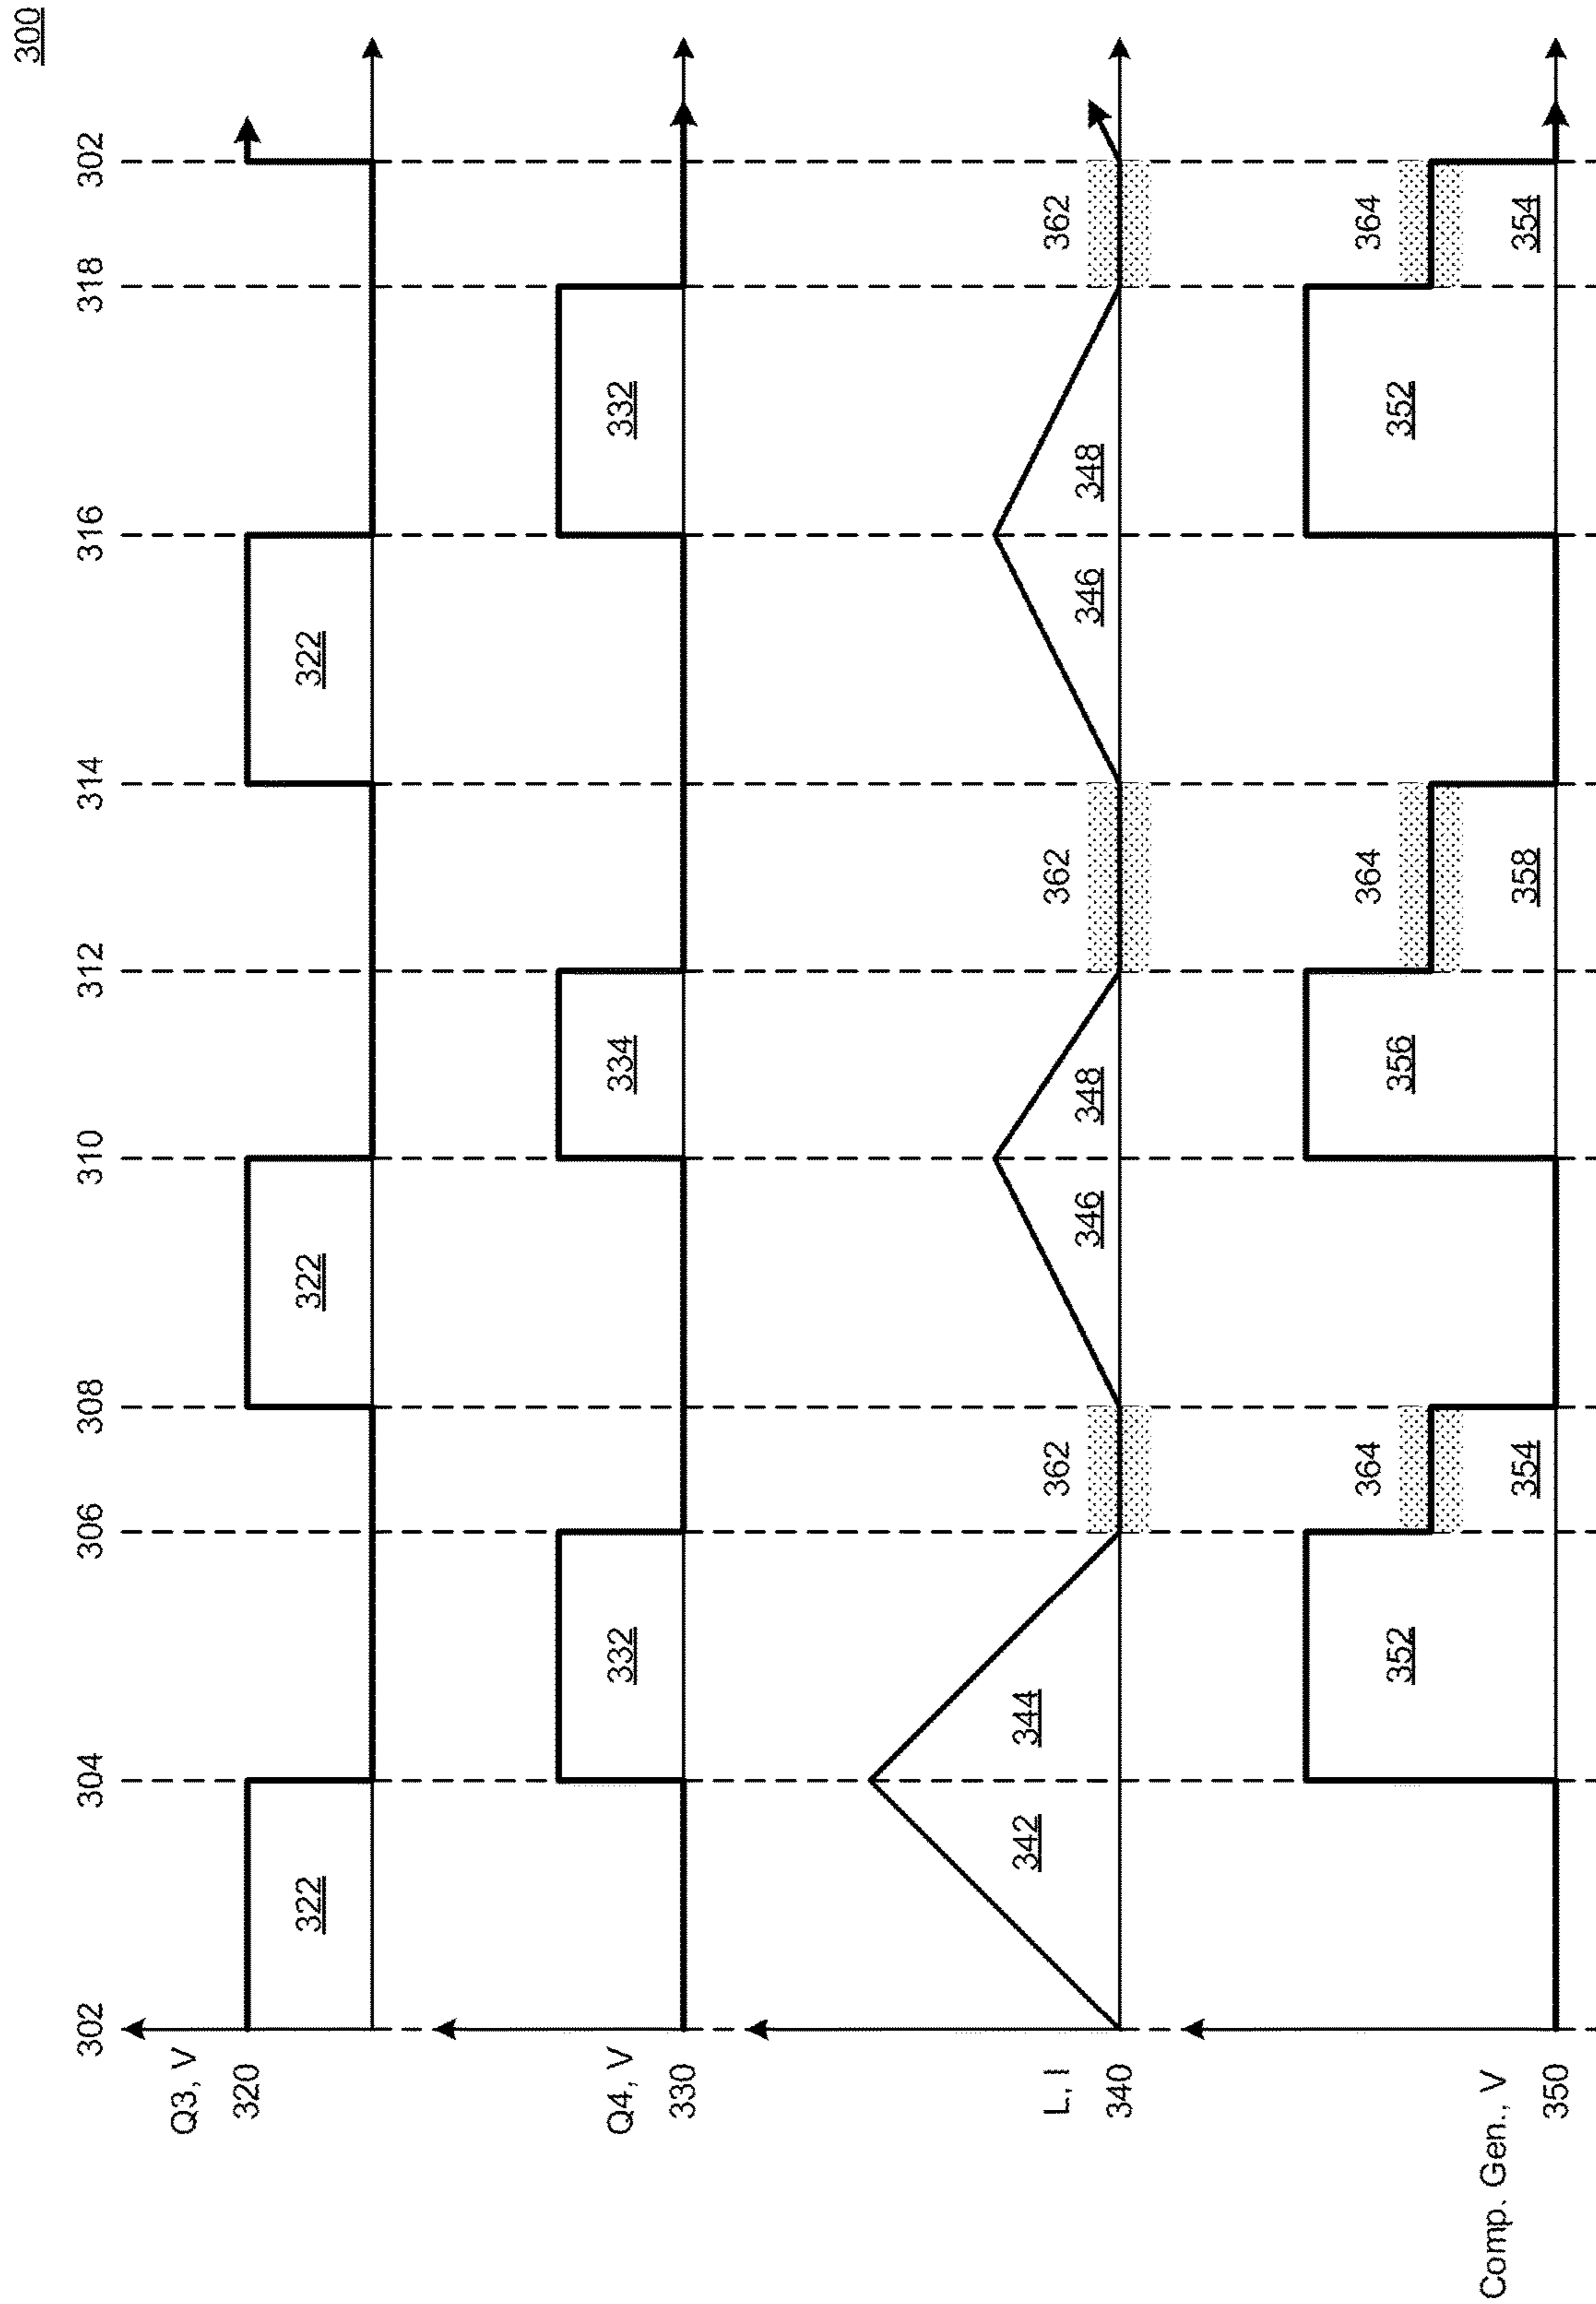 300
302 304 306 308 310 312 314 316 318 302
Q3, V
320
322 322 322
Q4, V
330
332 334 332
L, I
340
342 344 362 346 348 362 346 348 362
Comp. Gen., V
350
352 364 354 356 364 358 352 364 354